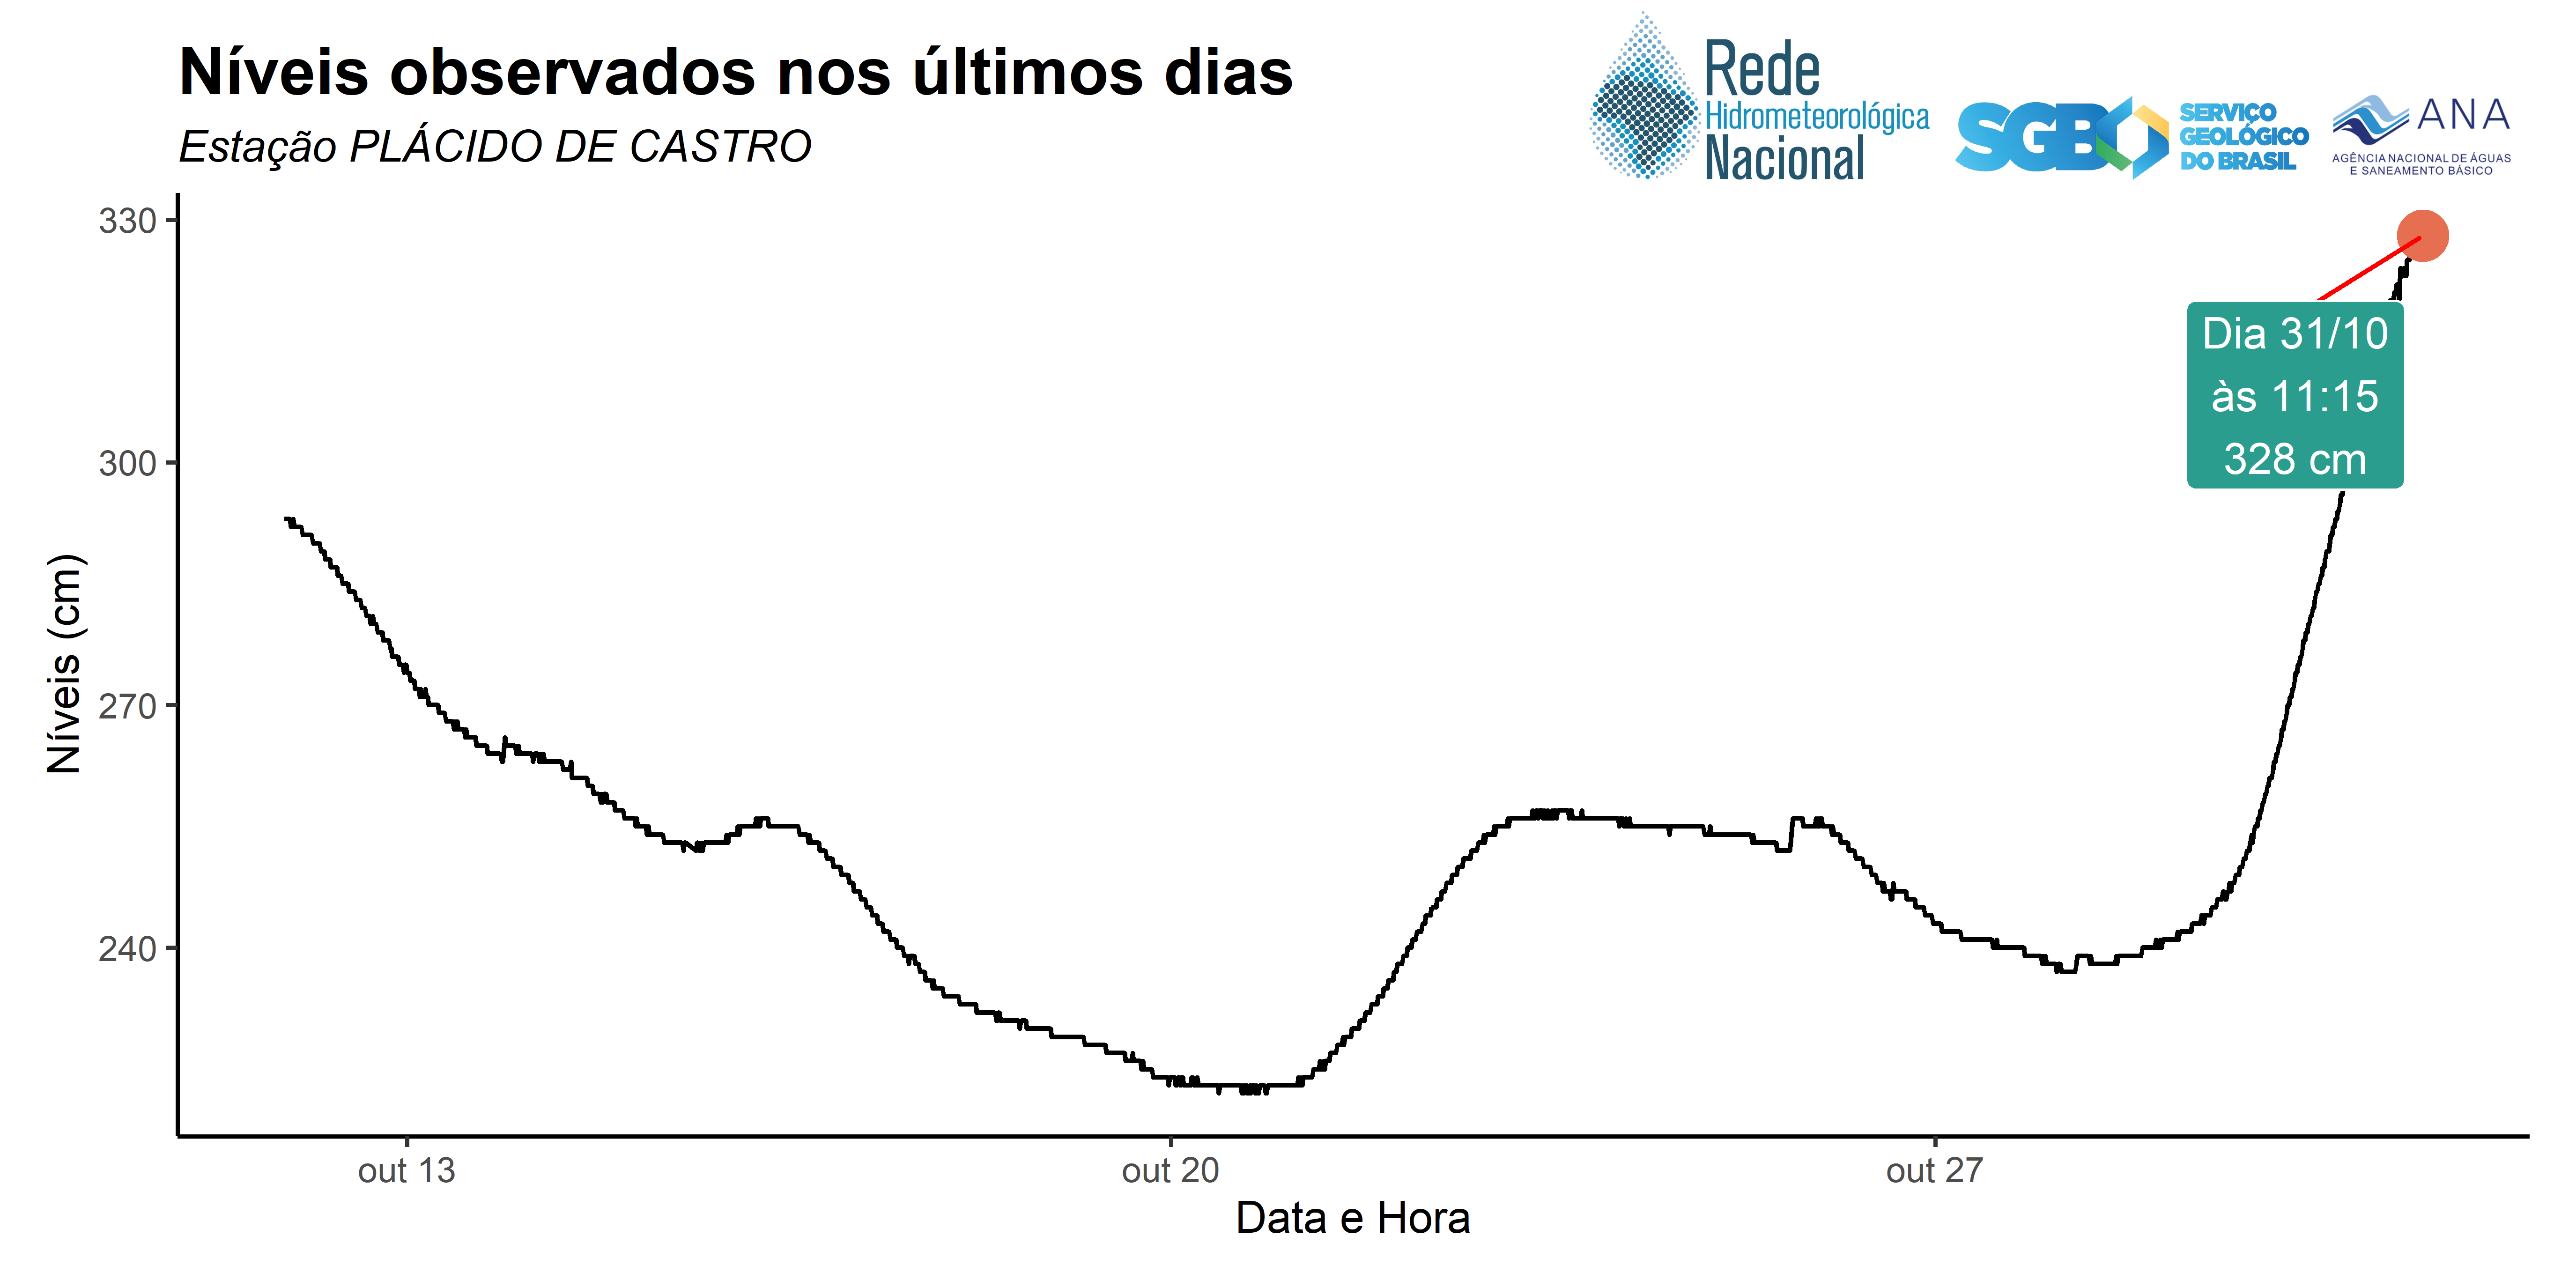 Níveis observados nos últimos dias
Estação PLÁCIDO DE CASTRO
Rede
Hidrometeorológica
Nacional
SGB
SERVIÇO
GEOLÓGICO
DO BRASIL
ANA
AGÊNCIA NACIONAL DE ÁGUAS
E SANEAMENTO BÁSICO
330
300
270
240
Níveis (cm)
Dia 31/10
às 11:15
328 cm
out 13
out 20
out 27
Data e Hora